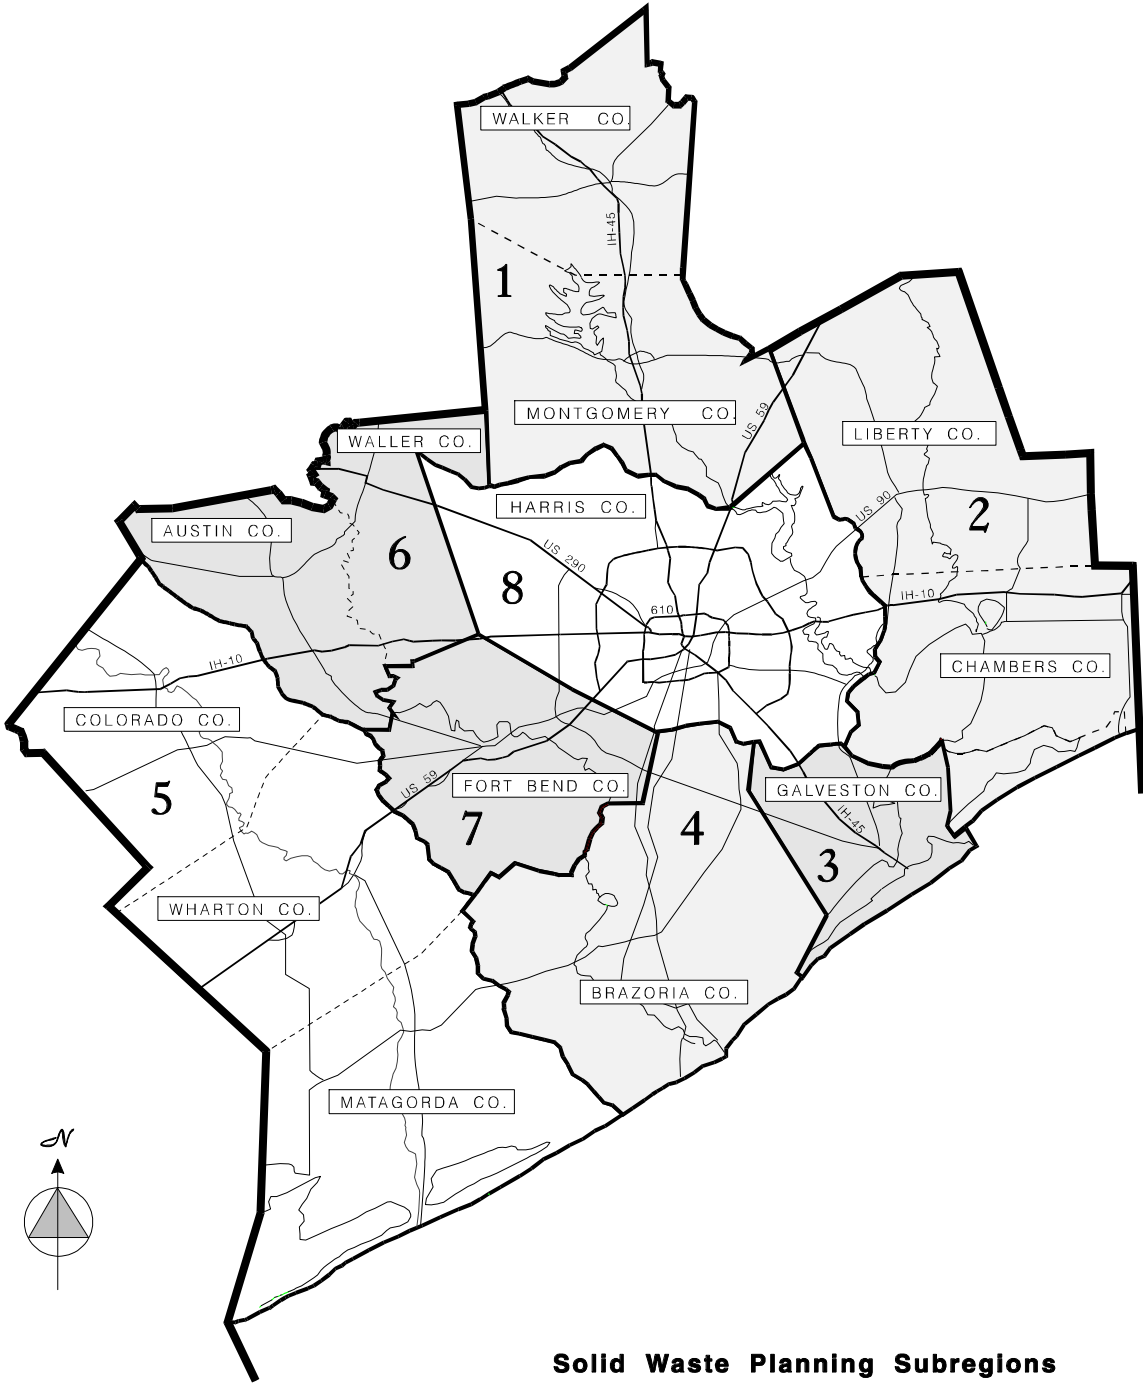 WALKER CO.
IH-45
1
MONTGOMERY CO.
US 59
LIBERTY CO.
WALLER CO.
HARRIS CO.
US 90
2
AUSTIN CO.
6
US 290
8
610
IH-10
CHAMBERS CO.
IH-10
COLORADO CO.
5
US 59
FORT BEND CO.
7
4
GALVESTON CO.
IH-45
3
WHARTON CO.
BRAZORIA CO.
MATAGORDA CO.
N
Solid Waste Planning Subregions